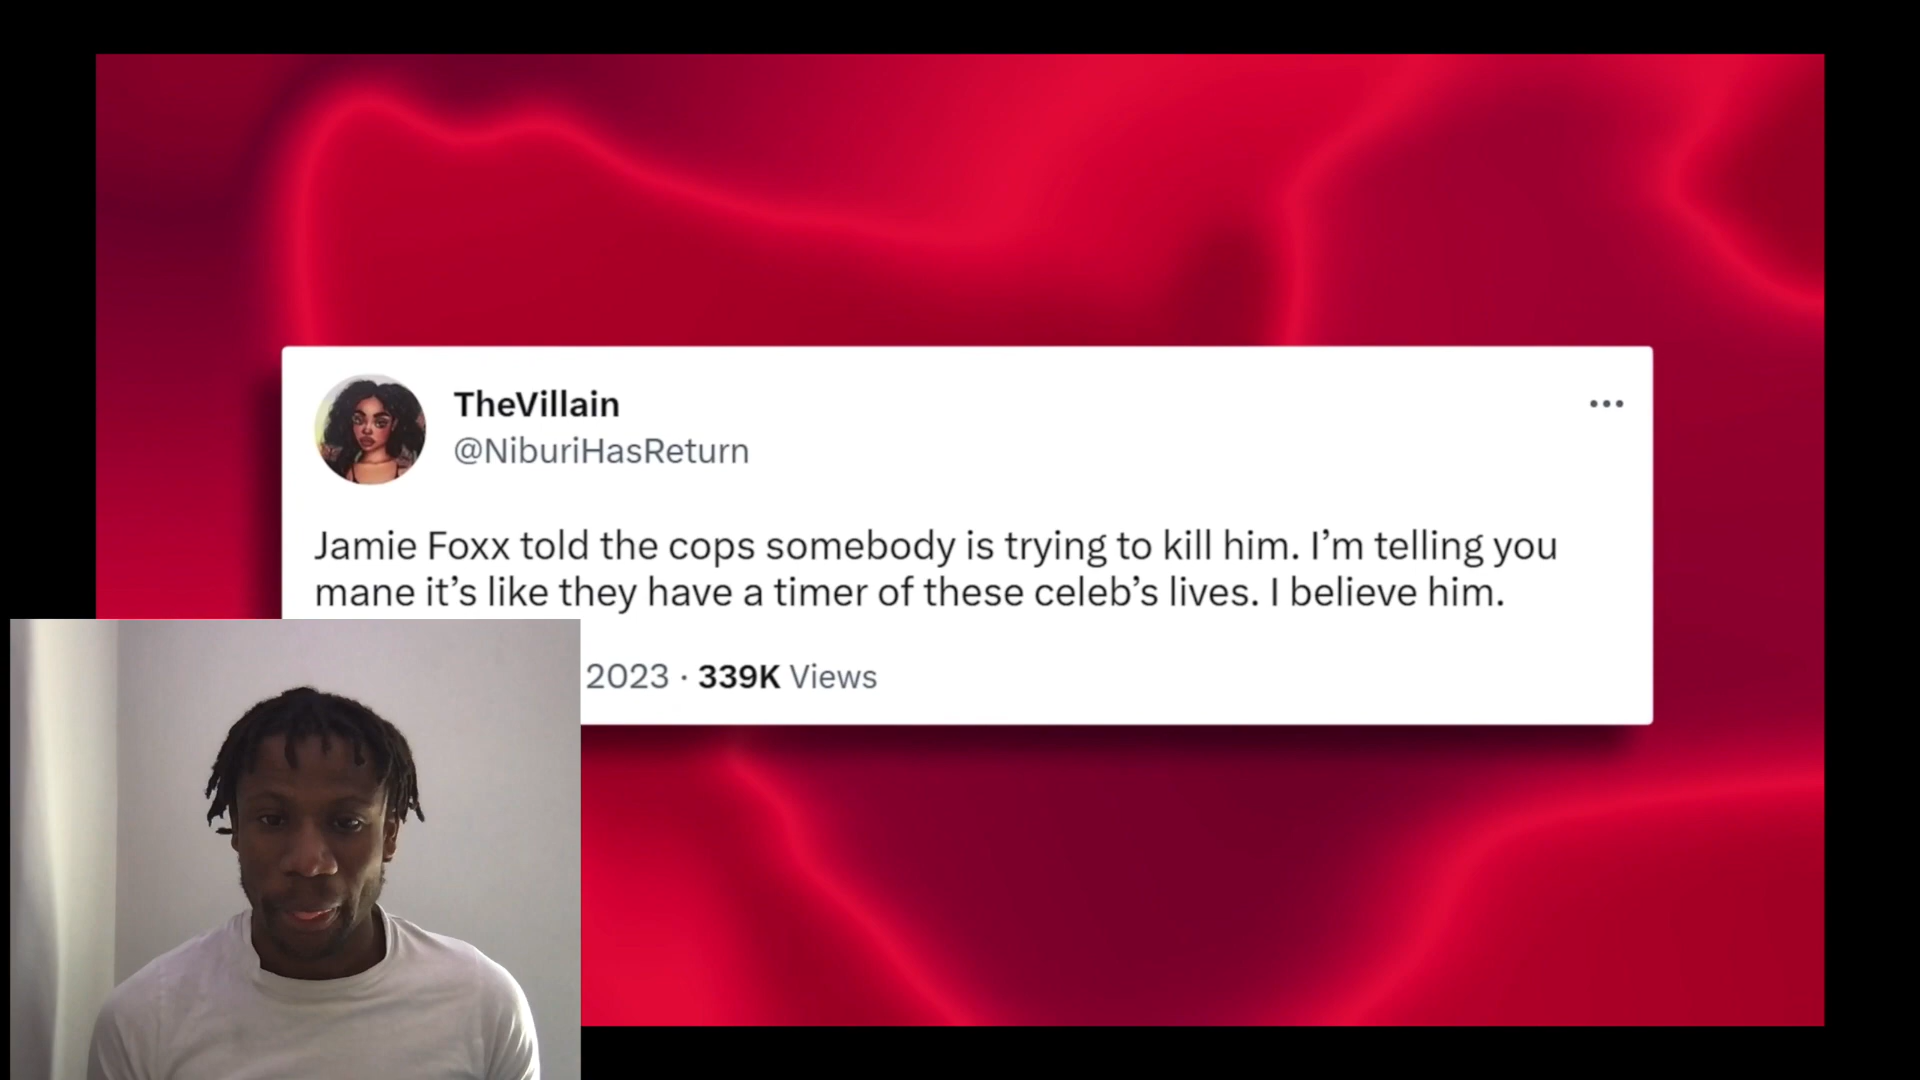 TheVillain
@NiburiHasReturn
Jamie Foxx told the cops somebody is trying to kill him. I’m telling you
mane it’s like they have a timer of these celeb’s lives. I believe him.
2023 · 339K Views